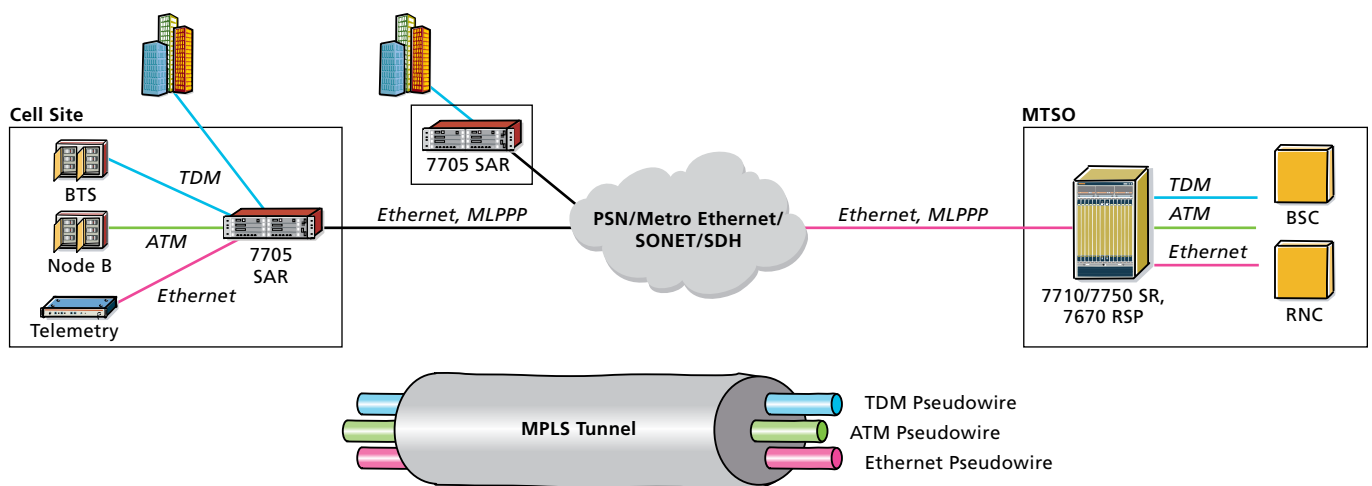 Cell Site
BTS
TDM
Node B
ATM
Telemetry
Ethernet
7705
SAR
7705 SAR
Ethernet, MLPPP
PSN/Metro Ethernet/
SONET/SDH
Ethernet, MLPPP
MTSO
7710/7750 SR,
7670 RSP
TDM
ATM
Ethernet
BSC
RNC
MPLS Tunnel
TDM Pseudowire
ATM Pseudowire
Ethernet Pseudowire